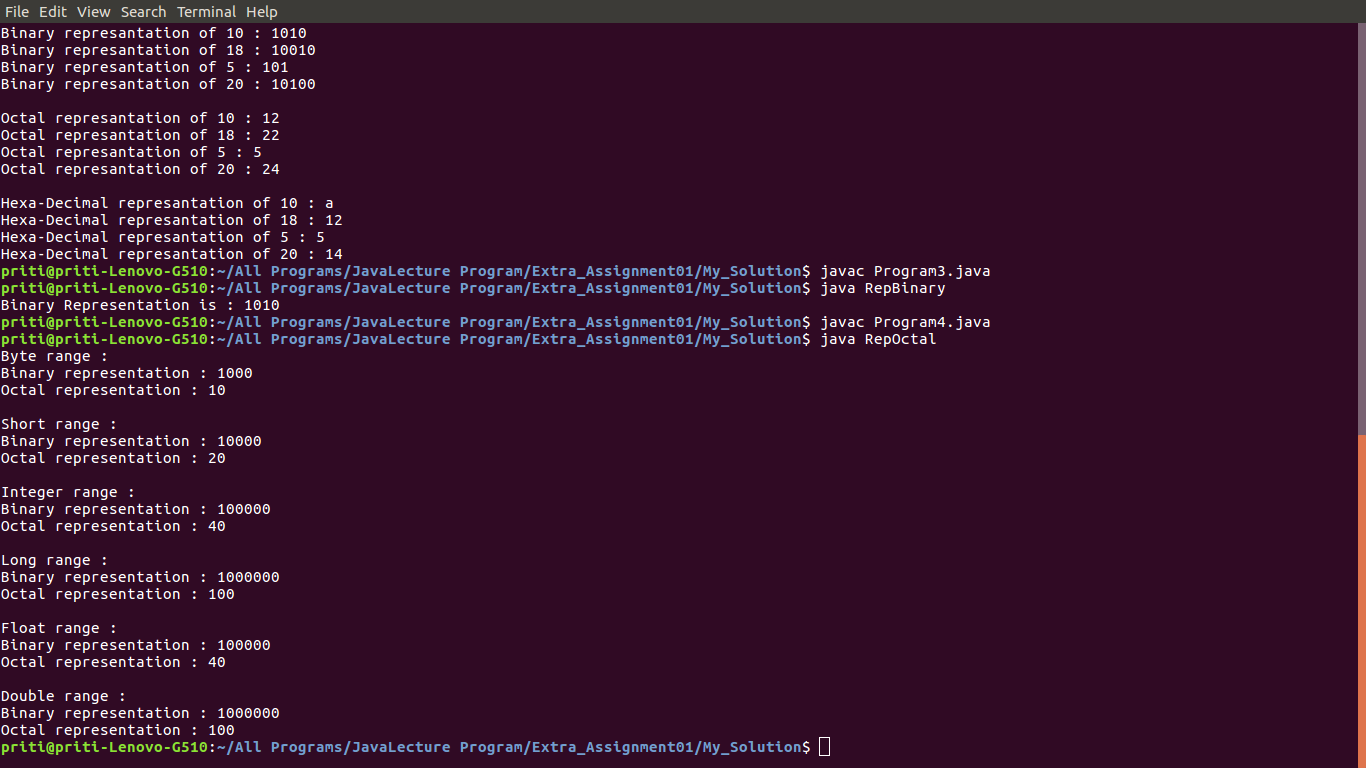 File Edit View Search Terminal Help
Binary represantation of 10 : 1010
Binary represantation of 18 : 10010
Binary represantation of 5 : 101
Binary represantation of 20 : 10100
Octal represantation of 10 : 12
Octal represantation of 18 : 22
Octal represantation of 5 : 5
Octal represantation of 20 : 24
Hexa-Decimal represantation of 10 : a
Hexa-Decimal represantation of 18 : 12
Hexa-Decimal represantation of 5 : 5
Hexa-Decimal represantation of 20 : 14
priti@priti-Lenovo-G510:~/All Programs/JavaLecture Program/Extra_Assignment01/My_Solution$ javac Program3.java
priti@priti-Lenovo-G510:~/All Programs/JavaLecture Program/Extra_Assignment01/My_Solution$ java RepBinary
Binary Representation is : 1010
priti@priti-Lenovo-G510:~/All Programs/JavaLecture Program/Extra_Assignment01/My_Solution$ javac Program4.java
priti@priti-Lenovo-G510:~/All Programs/JavaLecture Program/Extra_Assignment01/My_Solution$ java RepOctal
Byte range :
Binary representation : 1000
Octal representation : 10
Short range :
Binary representation : 10000
Octal representation : 20
Integer range :
Binary representation : 100000
Octal representation : 40
Long range :
Binary representation : 1000000
Octal representation : 100
Float range :
Binary representation : 100000
Octal representation : 40
Double range :
Binary representation : 1000000
Octal representation : 100
priti@priti-Lenovo-G510:~/All Programs/JavaLecture Program/Extra_Assignment01/My_Solution$